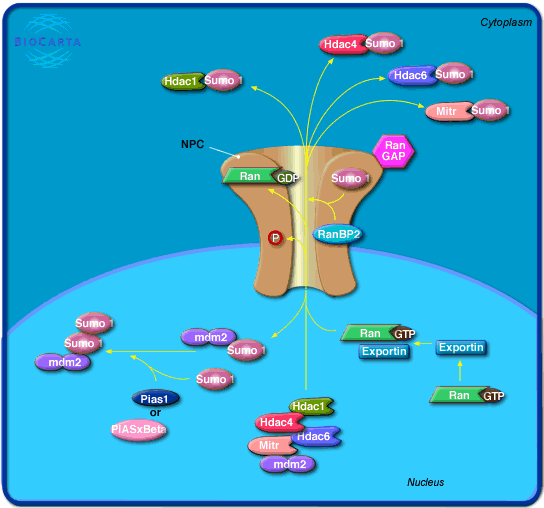 BIOCARTA
Cytoplasm
Hdac4 Sumo 1
Hdac1 Sumo 1
Hdac6 Sumo 1
Mitr Sumo 1
NPC
Ran
GAP
Ran GDP
Sumo 1
P
RanBP2
Sumo 1
Sumo 1
mdm2
mdm2
Sumo 1
Ran GTP
Exportin
Exportin
Sumo 1
Pias1
or
PIASxBeta
Ran GTP
Hdac1
Hdac4
Hdac6
Mitr
mdm2
Nucleus